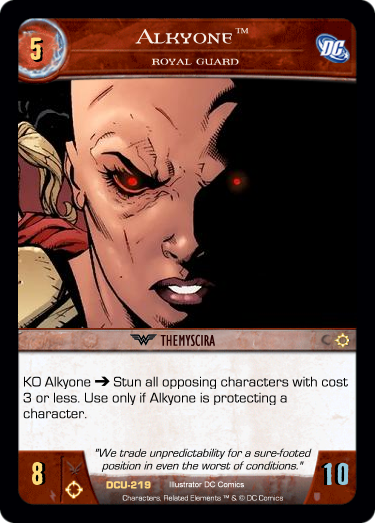 5
ALKYONE™
DC
ROYAL GUARD
THEMYSCIRA
KO Alkyone ➔ Stun all opposing characters with cost
3 or less. Use only if Alkyone is protecting a
character.
"We trade unpredictability for a sure-footed
position in even the worst of conditions."
8
DCU-219 Illustrator DC Comics
10
Characters, Related Elements ™ & © DC Comics